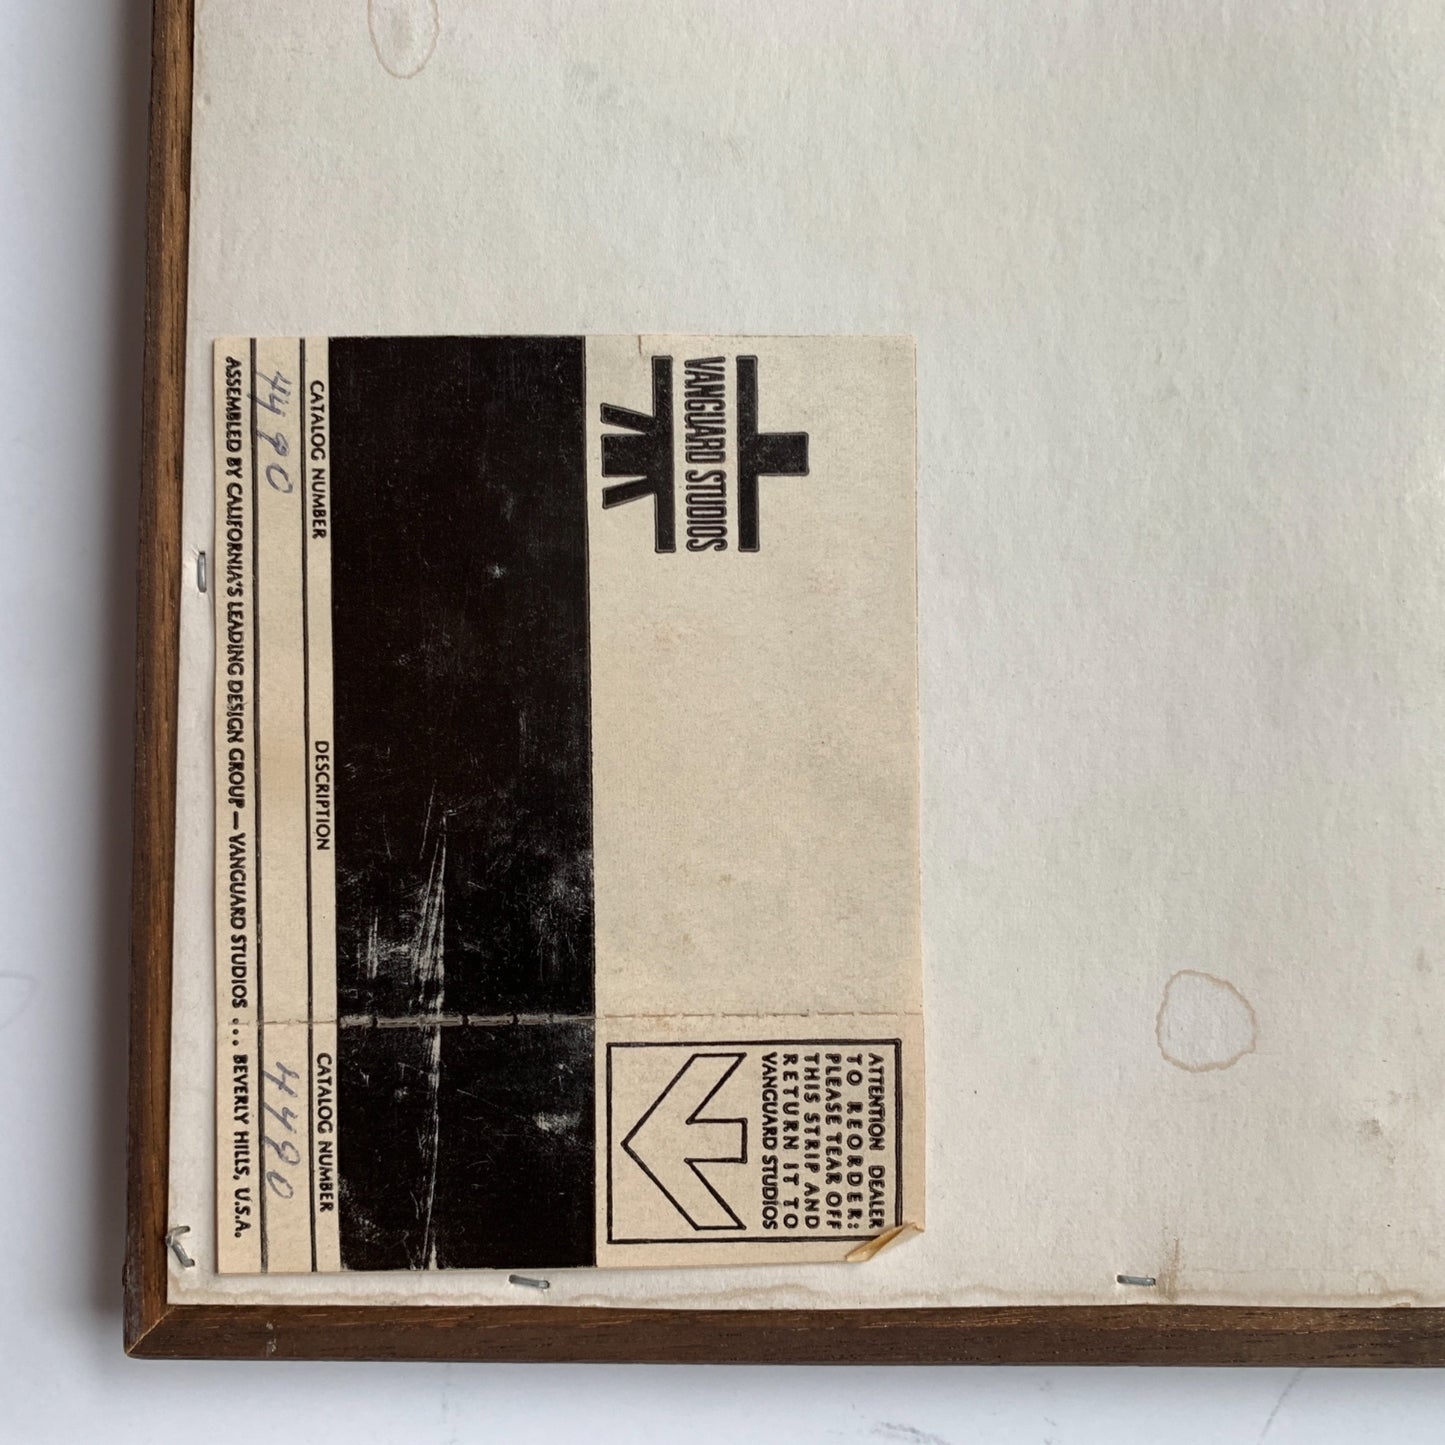 VANGUARD STUDIOS
ATTENTION DEALER
TO REORDER:
PLEASE TEAR OFF
THIS STRIP AND
RETURN IT TO
VANGUARD STUDIOS
CATALOG NUMBER DESCRIPTION CATALOG NUMBER
4490 4490
ASSEMBLED BY CALIFORNIA'S LEADING DESIGN GROUP — VANGUARD STUDIOS ... BEVERLY HILLS, U.S.A.